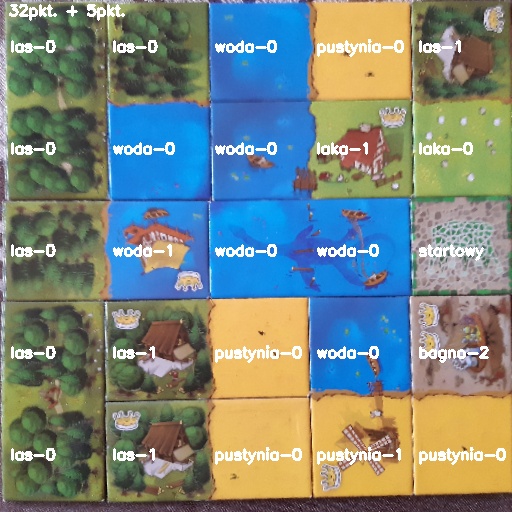 32pkt. + 5pkt.
las-0 las-0 woda-0 pustynia-0 las-1
las-0 woda-0 woda-0 laka-1 laka-0
las-0 woda-1 woda-0 woda-0 startowy
las-0 las-1 pustynia-0 woda-0 bagno-2
las-0 las-1 pustynia-0 pustynia-1 pustynia-0